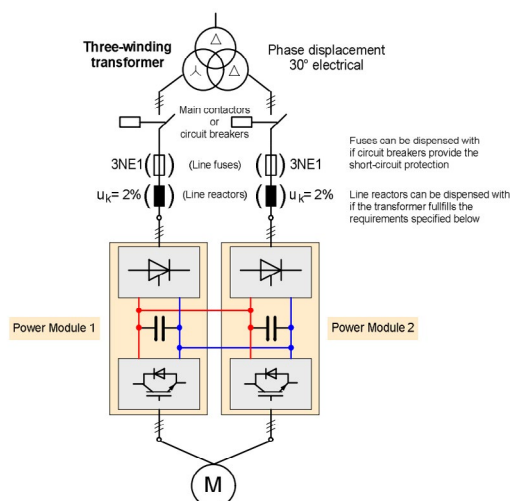 Three-winding
transformer
Phase displacement
30° electrical
Main contactors
or
circuit breakers
3NE1
(Line fuses)
3NE1
Fuses can be dispensed with
if circuit breakers provide the
short-circuit protection
uk= 2%
(Line reactors)
uk= 2%
Line reactors can be dispensed with
if the transformer fullfills the
requirements specified below
Power Module 1
Power Module 2
M